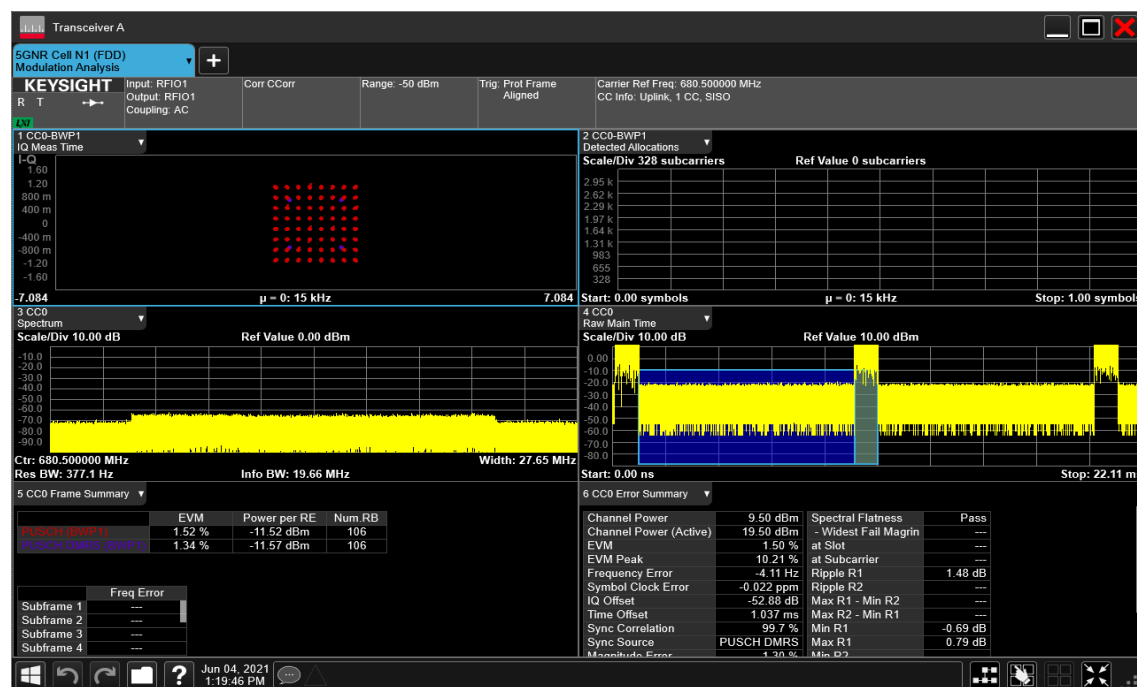 Transceiver A
5GNR Cell N1 (FDD)
Modulation Analysis
+
KEYSIGHT
R T
LXI
Input: RFIO1
Output: RFIO1
Coupling: AC
Corr CCorr
Range: -50 dBm
Trig: Prot Frame
Aligned
Carrier Ref Freq: 680.500000 MHz
CC Info: Uplink, 1 CC, SISO
1 CC0-BWP1
IQ Meas Time
I-Q
1.60
1.20
800 m
400 m
0
-400 m
-800 m
-1.20
-1.60
-7.084 µ = 0: 15 kHz 7.084
2 CC0-BWP1
Detected Allocations
Scale/Div 328 subcarriers Ref Value 0 subcarriers
2.95 k
2.62 k
2.29 k
1.97 k
1.64 k
1.31 k
983
655
328
Start: 0.00 symbols µ = 0: 15 kHz Stop: 1.00 symbols
3 CC0
Spectrum
Scale/Div 10.00 dB Ref Value 0.00 dBm
-10.0
-20.0
-30.0
-40.0
-50.0
-60.0
-70.0
-80.0
-90.0
Ctr: 680.500000 MHz Width: 27.65 MHz
Res BW: 377.1 Hz Info BW: 19.66 MHz
4 CC0
Raw Main Time
Scale/Div 10.00 dB Ref Value 10.00 dBm
0.00
-10.0
-20.0
-30.0
-40.0
-50.0
-60.0
-70.0
-80.0
Start: 0.00 ns Stop: 22.11 m
5 CC0 Frame Summary
EVM Power per RE Num.RB
PUSCH (BWP1) 1.52 % -11.52 dBm 106
PUSCH DMRS (BWP1) 1.34 % -11.57 dBm 106
Freq Error
Subframe 1 ---
Subframe 2 ---
Subframe 3 ---
Subframe 4 ---
6 CC0 Error Summary
Channel Power 9.50 dBm Spectral Flatness Pass
Channel Power (Active) 19.50 dBm - Widest Fail Magrin ---
EVM 1.50 % at Slot ---
EVM Peak 10.21 % at Subcarrier ---
Frequency Error -4.11 Hz Ripple R1 1.48 dB
Symbol Clock Error -0.022 ppm Ripple R2 ---
IQ Offset -52.88 dB Max R1 - Min R2 ---
Time Offset 1.037 ms Max R2 - Min R1 ---
Sync Correlation 99.7 % Min R1 -0.69 dB
Sync Source PUSCH DMRS Max R1 0.79 dB
Magnitude Error 1.30 % Min R2 ---
?
Jun 04, 2021
1:19:46 PM